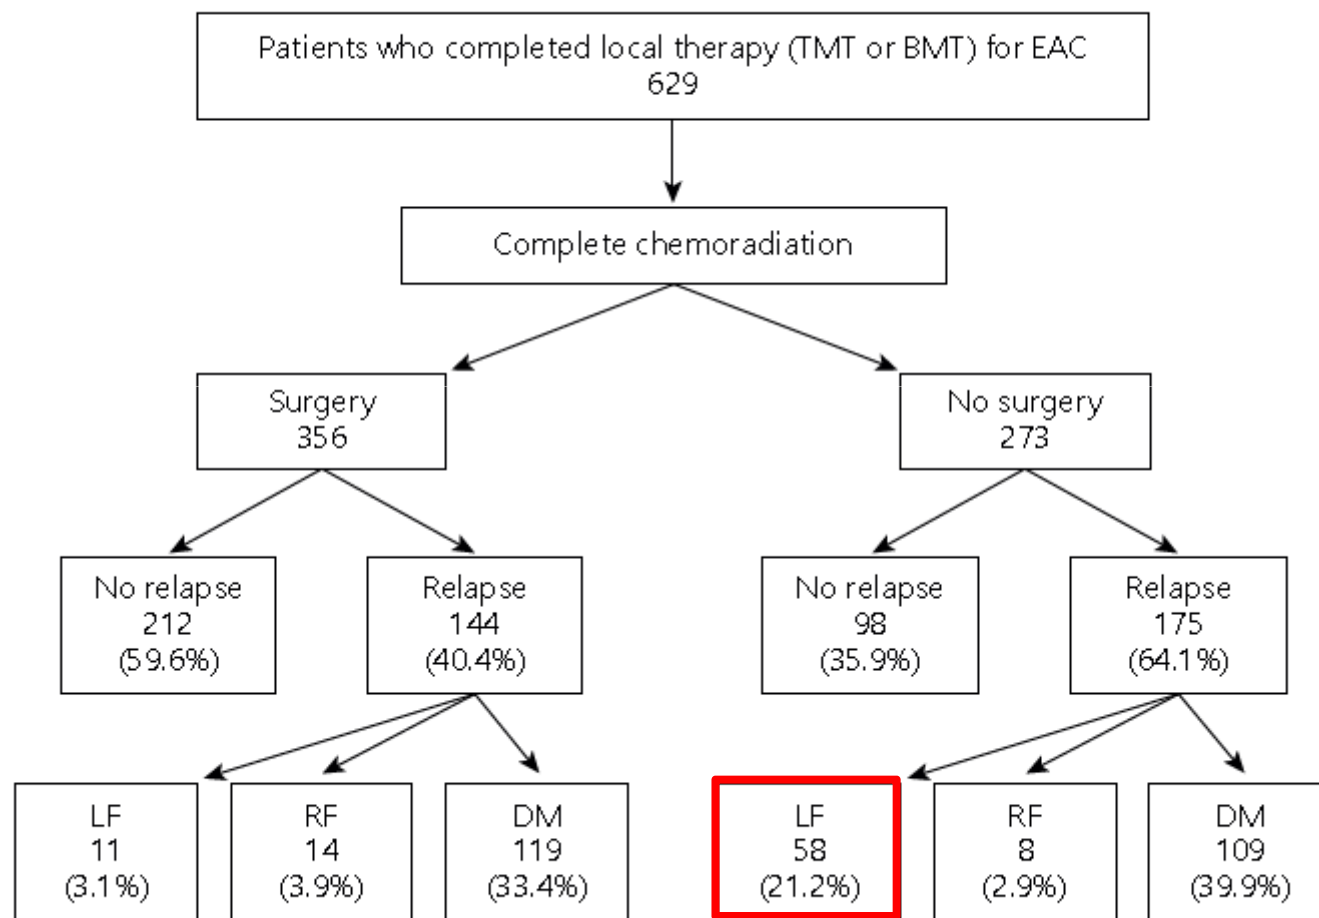 Patients who completed local therapy (TMT or BMT) for EAC
629
Complete chemoradiation
Surgery
356
No surgery
273
No relapse
212
(59.6%)
Relapse
144
(40.4%)
No relapse
98
(35.9%)
Relapse
175
(64.1%)
LF
11
(3.1%)
RF
14
(3.9%)
DM
119
(33.4%)
LF
58
(21.2%)
RF
8
(2.9%)
DM
109
(39.9%)